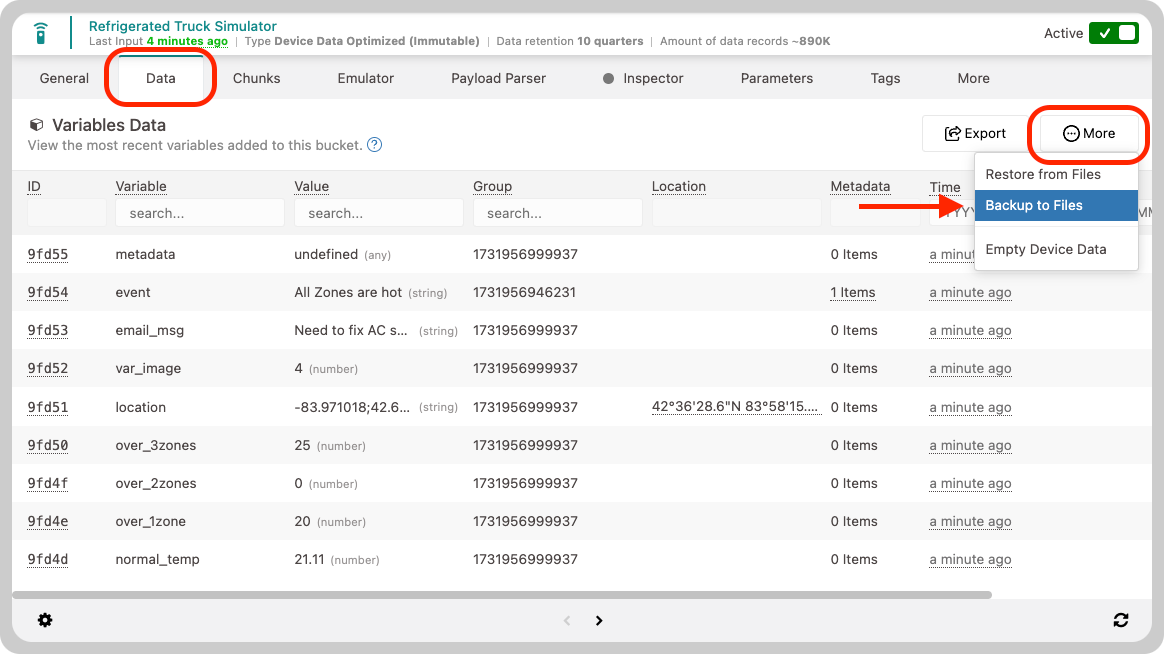 Refrigerated Truck Simulator
Last Input 4 minutes ago | Type Device Data Optimized (Immutable) | Data retention 10 quarters | Amount of data records ~890K
Active
General Data Chunks Emulator Payload Parser Inspector Parameters Tags More
Variables Data
View the most recent variables added to this bucket. ?
Export More
Restore from Files
Backup to Files
Empty Device Data
ID Variable Value Group Location Metadata Time
search... search... search...
9fd55 metadata undefined (any) 1731956999937 0 Items a minut
9fd54 event All Zones are hot (string) 1731956946231 1 Items a minute ago
9fd53 email_msg Need to fix AC s... (string) 1731956999937 0 Items a minute ago
9fd52 var_image 4 (number) 1731956999937 0 Items a minute ago
9fd51 location -83.971018;42.6... (string) 1731956999937 42°36'28.6"N 83°58'15.... 0 Items a minute ago
9fd50 over_3zones 25 (number) 1731956999937 0 Items a minute ago
9fd4f over_2zones 0 (number) 1731956999937 0 Items a minute ago
9fd4e over_1zone 20 (number) 1731956999937 0 Items a minute ago
9fd4d normal_temp 21.11 (number) 1731956999937 0 Items a minute ago